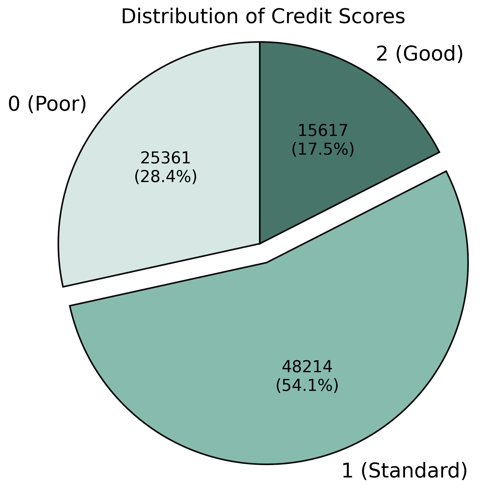 Distribution of Credit Scores
2 (Good)
0 (Poor)
15617
(17.5%)
25361
(28.4%)
48214
(54.1%)
1 (Standard)